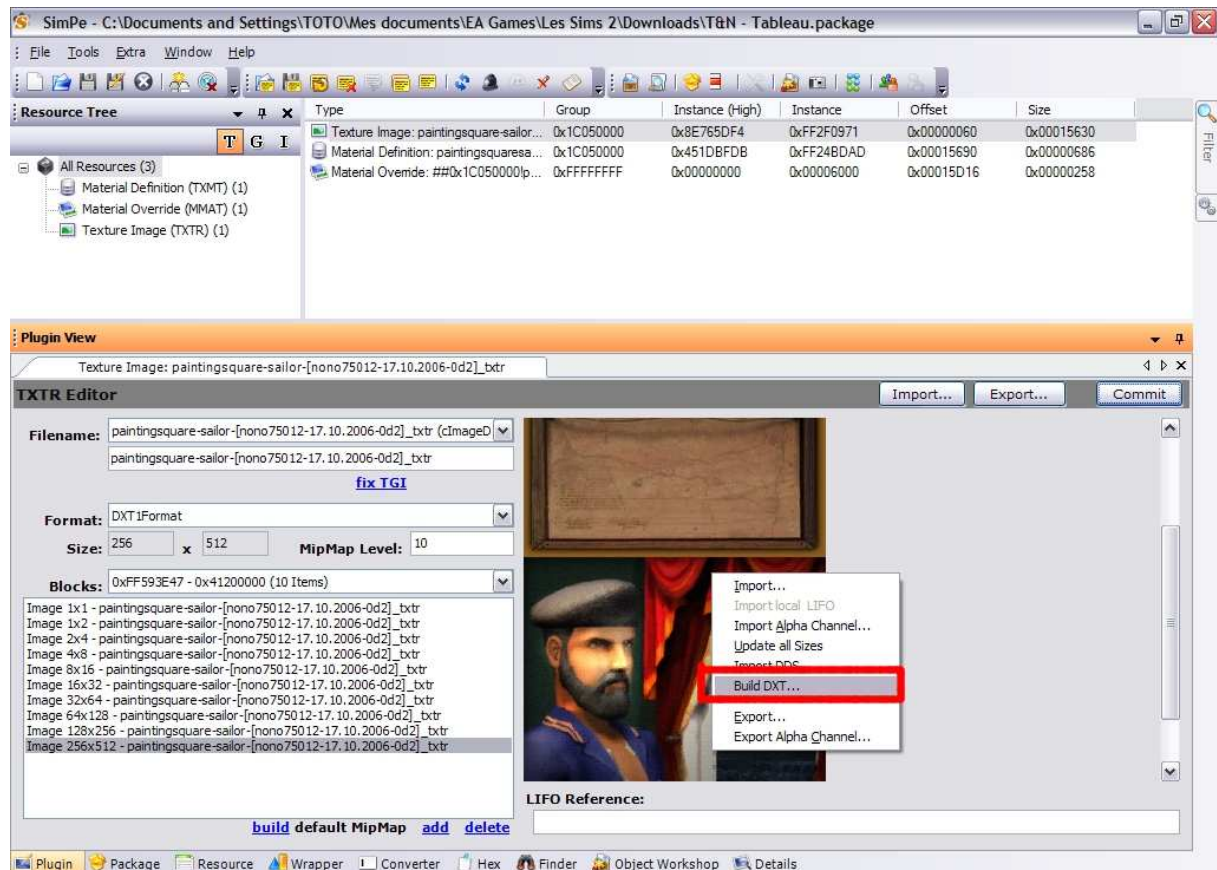 SimPe - C:\Documents and Settings\TOTO\Mes documents\EA Games\Les Sims 2\Downloads\T&N - Tableau.package
File Tools Extra Window Help
Resource Tree
T G I
All Resources (3)
Material Definition (TXMT) (1)
Material Override (MMAT) (1)
Texture Image (TXTR) (1)
Type Group Instance (High) Instance Offset Size
Texture Image: paintingsquare-sailor... 0x1C050000 0x8E765DF4 0xFF2F0971 0x00000060 0x00015630
Material Definition: paintingsquaresa... 0x1C050000 0x451DBFDB 0xFF24BDAD 0x00015690 0x00000686
Material Override: ##0x1C050000!p... 0xFFFFFFFF 0x00000000 0x00006000 0x00015D16 0x00000258
Filter
Plugin View
Texture Image: paintingsquare-sailor-[nono75012-17.10.2006-0d2]_txtr
TXTR Editor Import... Export... Commit
Filename: paintingsquare-sailor-[nono75012-17.10.2006-0d2]_txtr (cImageD
paintingsquare-sailor-[nono75012-17.10.2006-0d2]_txtr
fix TGI
Format: DXT1Format
Size: 256 x 512 MipMap Level: 10
Blocks: 0xFF593E47 - 0x41200000 (10 Items)
Image 1x1 - paintingsquare-sailor-[nono75012-17.10.2006-0d2]_txtr
Image 1x2 - paintingsquare-sailor-[nono75012-17.10.2006-0d2]_txtr
Image 2x4 - paintingsquare-sailor-[nono75012-17.10.2006-0d2]_txtr
Image 4x8 - paintingsquare-sailor-[nono75012-17.10.2006-0d2]_txtr
Image 8x16 - paintingsquare-sailor-[nono75012-17.10.2006-0d2]_txtr
Image 16x32 - paintingsquare-sailor-[nono75012-17.10.2006-0d2]_txtr
Image 32x64 - paintingsquare-sailor-[nono75012-17.10.2006-0d2]_txtr
Image 64x128 - paintingsquare-sailor-[nono75012-17.10.2006-0d2]_txtr
Image 128x256 - paintingsquare-sailor-[nono75012-17.10.2006-0d2]_txtr
Image 256x512 - paintingsquare-sailor-[nono75012-17.10.2006-0d2]_txtr
build default MipMap add delete
Import...
Import local LIFO
Import Alpha Channel...
Update all Sizes
Import DDS...
Build DXT...
Export...
Export Alpha Channel...
LIFO Reference:
Plugin Package Resource Wrapper Converter Hex Finder Object Workshop Details